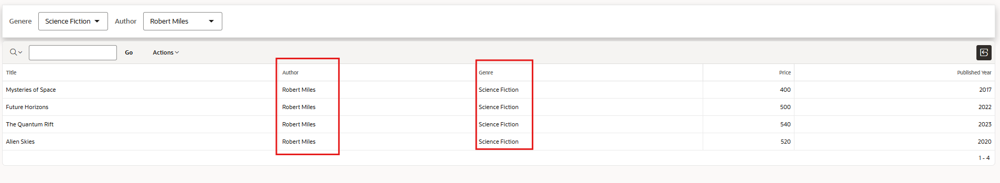 Genere Science Fiction Author Robert Miles
Go Actions
Title Author Genre Price Published Year
Mysteries of Space Robert Miles Science Fiction 400 2017
Future Horizons Robert Miles Science Fiction 500 2022
The Quantum Rift Robert Miles Science Fiction 540 2023
Alien Skies Robert Miles Science Fiction 520 2020
1 - 4